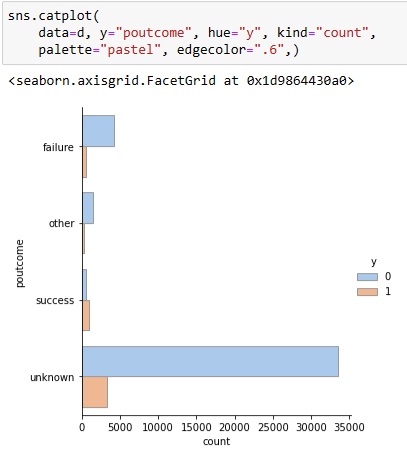 sns.catplot(
data=d, y="poutcome", hue="y", kind="count",
palette="pastel", edgecolor=".6",)
<seaborn.axisgrid.FacetGrid at 0x1d9864430a0>
failure
other
success
unknown
poutcome
y
0
1
0 5000 10000 15000 20000 25000 30000 35000
count